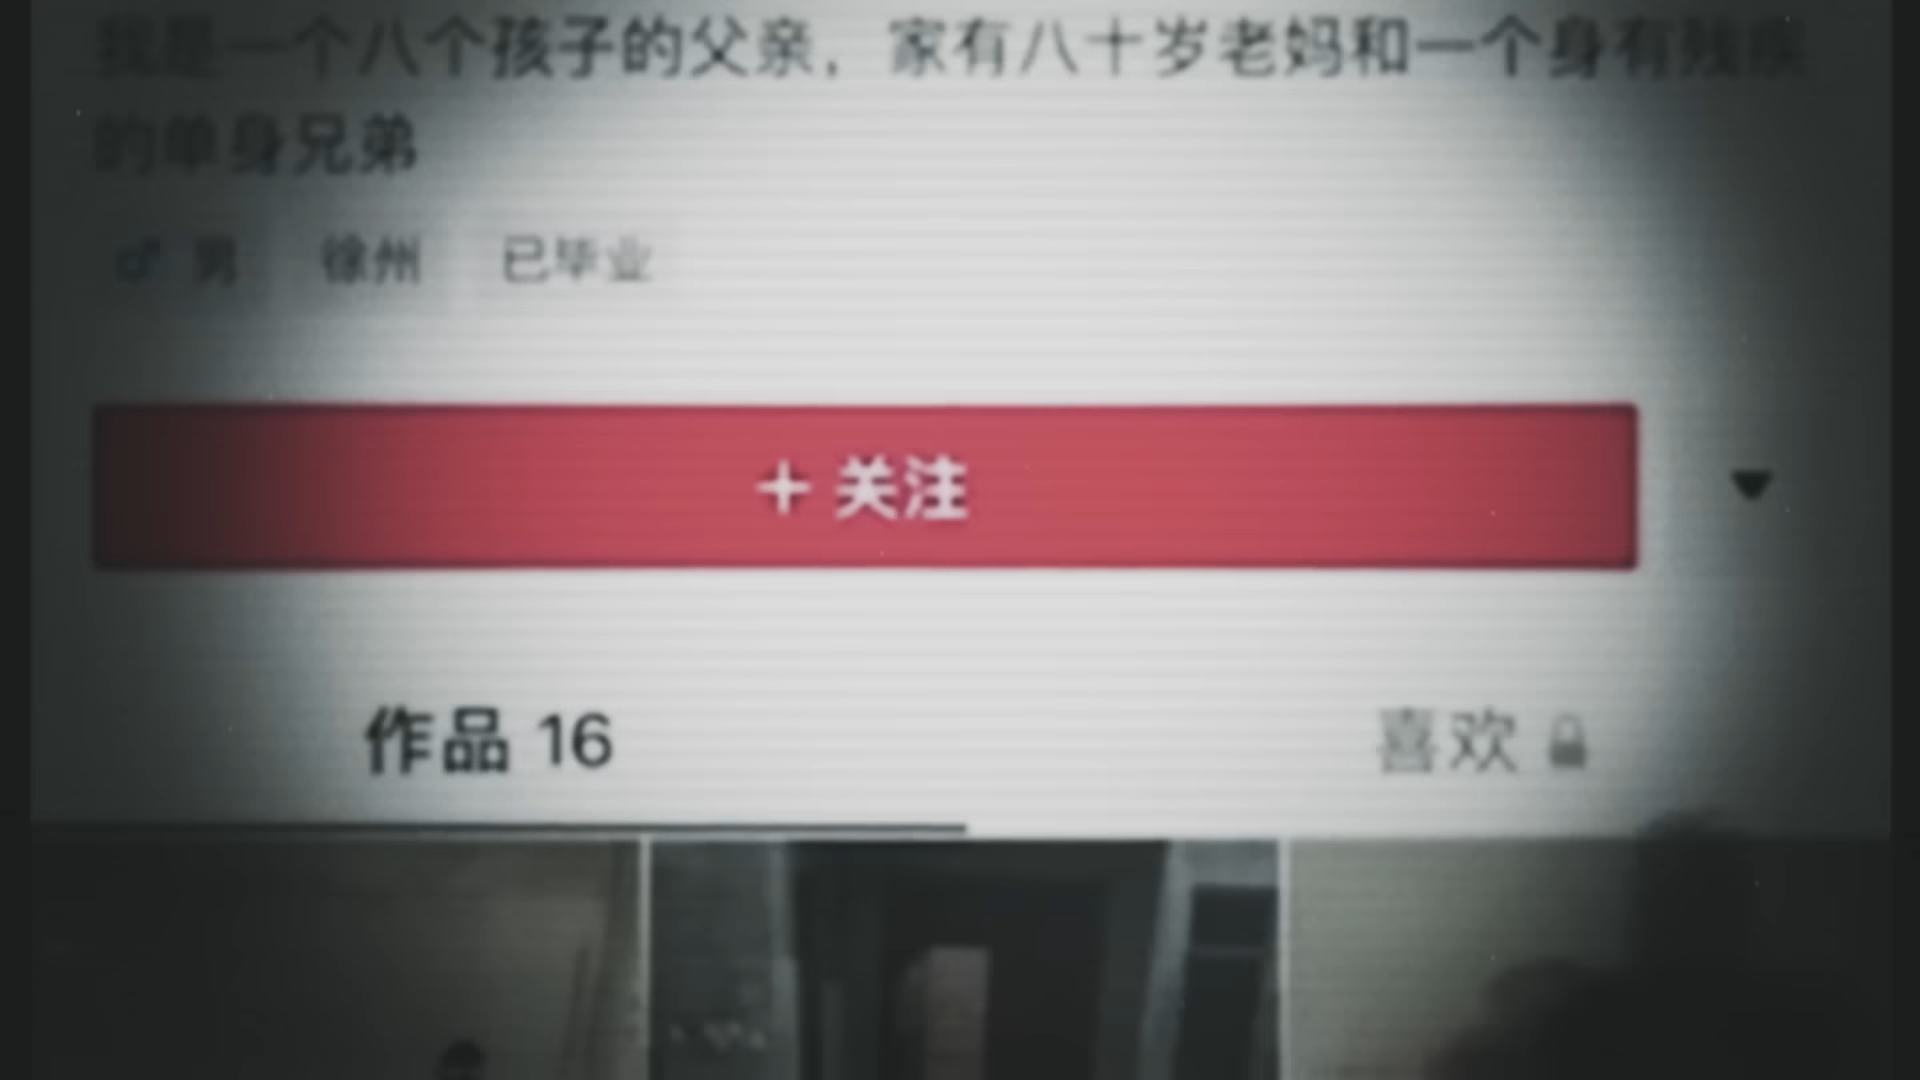 我是一个八个孩子的父亲，家有八十岁老妈和一个身有残疾
的单身兄弟
♂ 男 徐州 已毕业
+ 关注
作品 16 喜欢